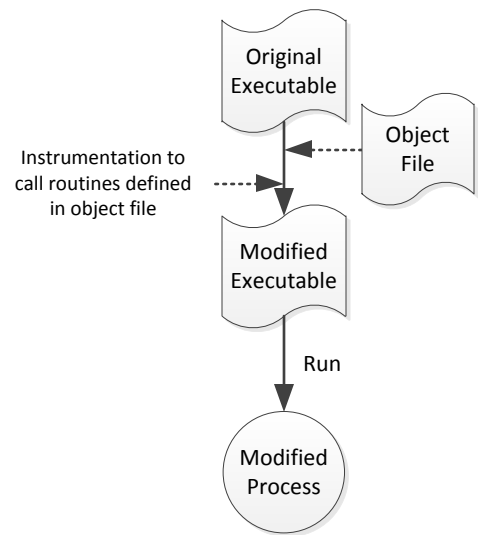 Original
Executable
Object
File
Instrumentation to
call routines defined
in object file
Modified
Executable
Run
Modified
Process